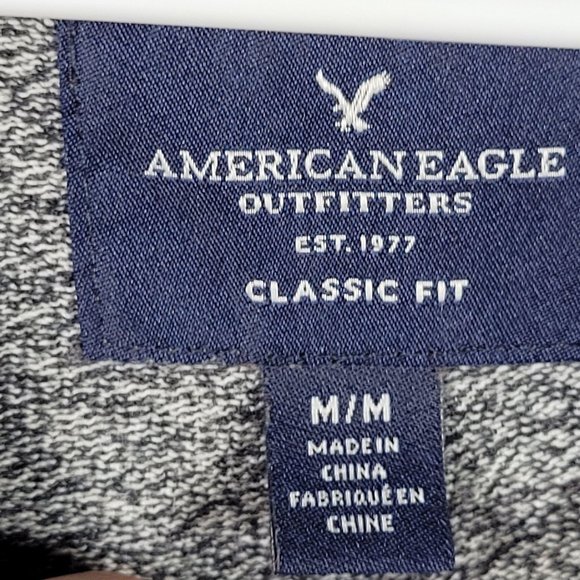 AMERICAN EAGLE
OUTFITTERS
EST. 1977
CLASSIC FIT
M/M
MADE IN
CHINA
FABRIQUÉ EN
CHINE